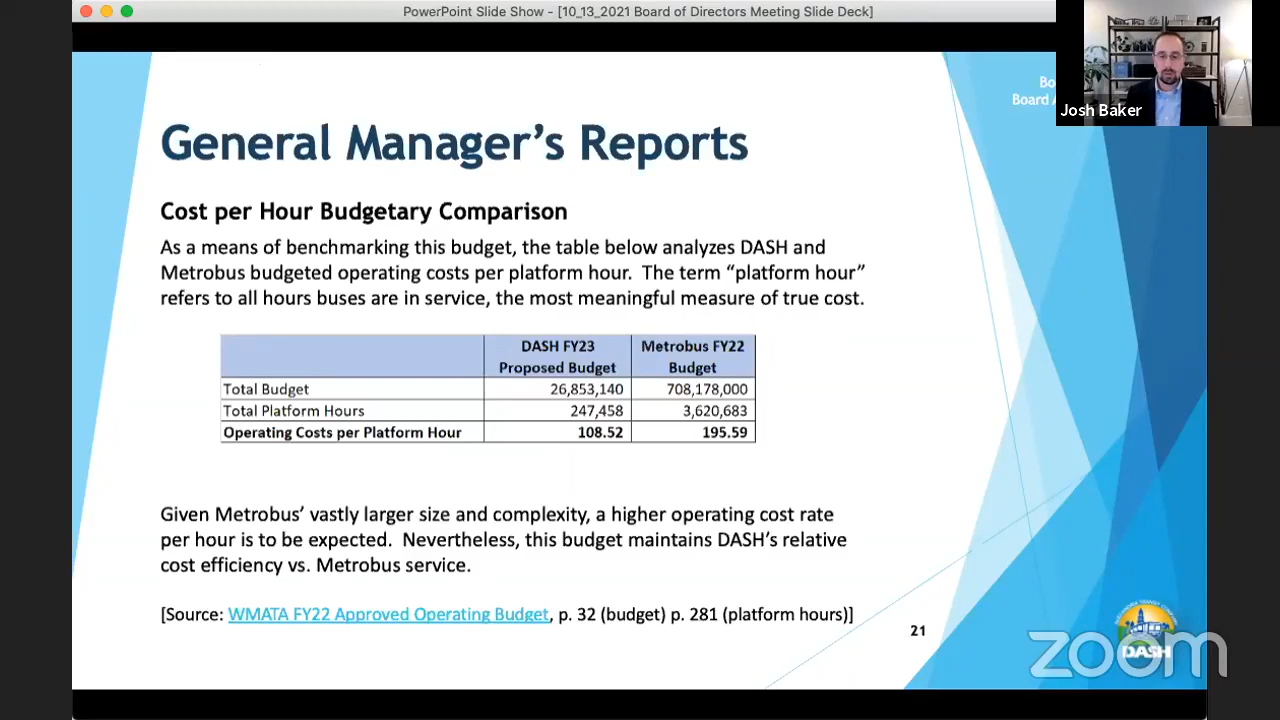 PowerPoint Slide Show - [10_13_2021 Board of Directors Meeting Slide Deck]
Josh Baker
General Manager's Reports
Cost per Hour Budgetary Comparison
As a means of benchmarking this budget, the table below analyzes DASH and
Metrobus budgeted operating costs per platform hour. The term “platform hour”
refers to all hours buses are in service, the most meaningful measure of true cost.
DASH FY23 Metrobus FY22
Proposed Budget Budget
Total Budget 26,853,140 708,178,000
Total Platform Hours 247,458 3,620,683
Operating Costs per Platform Hour 108.52 195.59
Given Metrobus’ vastly larger size and complexity, a higher operating cost rate
per hour is to be expected. Nevertheless, this budget maintains DASH’s relative
cost efficiency vs. Metrobus service.
[Source: WMATA FY22 Approved Operating Budget, p. 32 (budget) p. 281 (platform hours)]
21
DASH
zoom